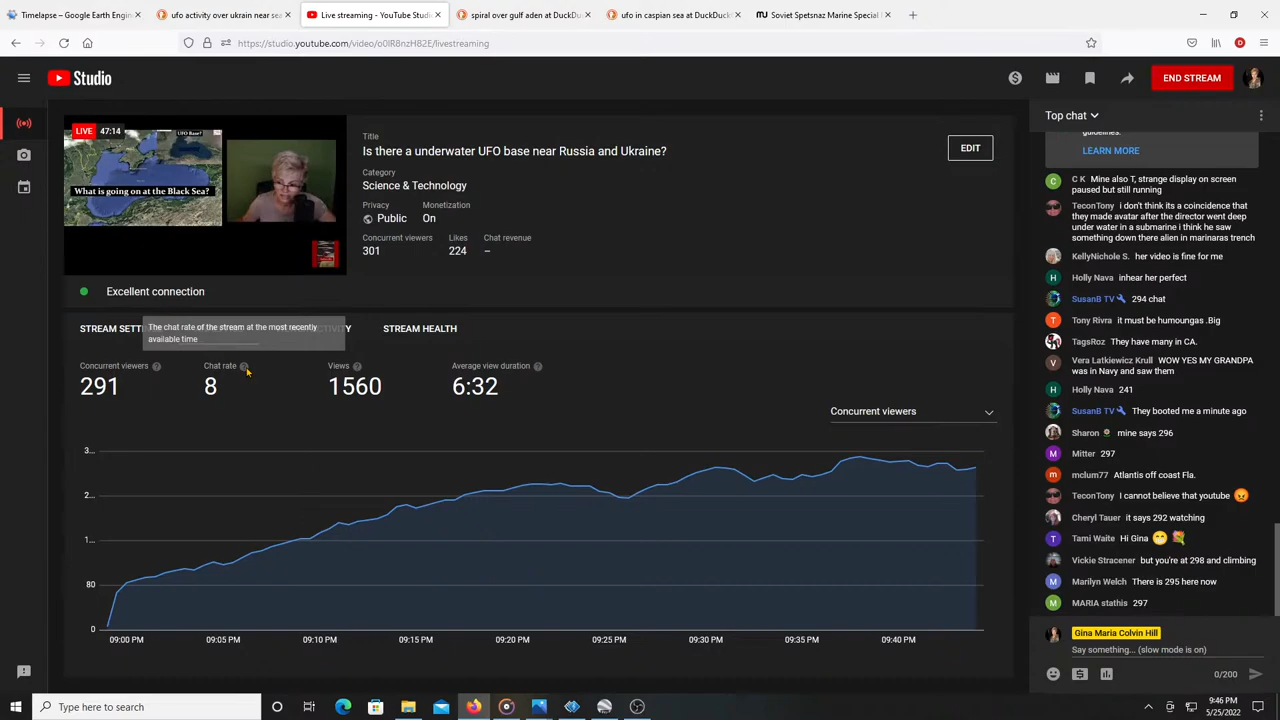 Timelapse – Google Earth Engine
ufo activity over ukrain near sea
Live streaming - YouTube Studio
spiral over gulf aden at DuckDu
ufo in caspian sea at DuckDuck
Soviet Spetsnaz Marine Special
https://studio.youtube.com/video/o0lR8nzH82E/livestreaming
Studio
END STREAM
LIVE 47:14
UFO Base?
What is going on at the Black Sea?
Title
Is there a underwater UFO base near Russia and Ukraine?
EDIT
Category
Science & Technology
Privacy Monetization
Public On
Concurrent viewers Likes Chat revenue
301 224 –
Excellent connection
STREAM SETT
The chat rate of the stream at the most recently
available time
STREAM HEALTH
Concurrent viewers Chat rate Views Average view duration
291 8 1560 6:32
Concurrent viewers
3...
2...
1...
80
0
09:00 PM 09:05 PM 09:10 PM 09:15 PM 09:20 PM 09:25 PM 09:30 PM 09:35 PM 09:40 PM
Top chat
guidelines.
LEARN MORE
C K Mine also T, strange display on screen
paused but still running
TeconTony i don't think its a coincidence that
they made avatar after the director went deep
under water in a submarine i think he saw
something down there alien in marinaras trench
KellyNichole S. her video is fine for me
Holly Nava inhear her perfect
SusanB TV 294 chat
Tony Rivra it must be humoungas .Big
TagsRoz They have many in CA.
Vera Latkiewicz Krull WOW YES MY GRANDPA
was in Navy and saw them
Holly Nava 241
SusanB TV They booted me a minute ago
Sharon mine says 296
Mitter 297
mclum77 Atlantis off coast Fla.
TeconTony I cannot believe that youtube
Cheryl Tauer it says 292 watching
Tami Waite Hi Gina
Vickie Stracener but you're at 298 and climbing
Marilyn Welch There is 295 here now
MARIA stathis 297
Gina Maria Colvin Hill
Say something... (slow mode is on)
0/200
Type here to search
9:46 PM
5/25/2022